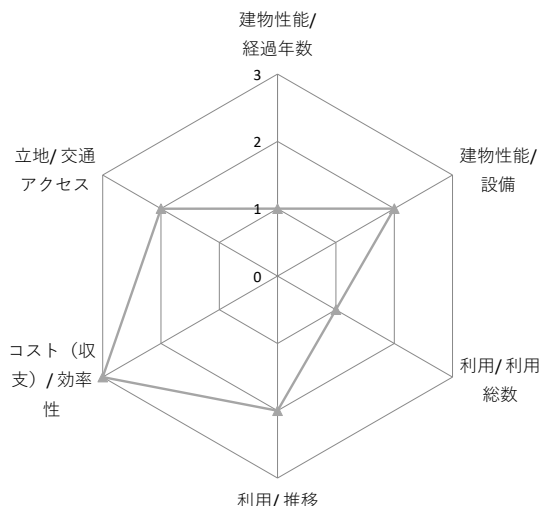 建物性能/
経過年数
3
立地/ 交通
アクセス
2
建物性能/
設備
1
0
コスト（収
支）/ 効率
性
利用/ 利用
総数
利用/ 推移